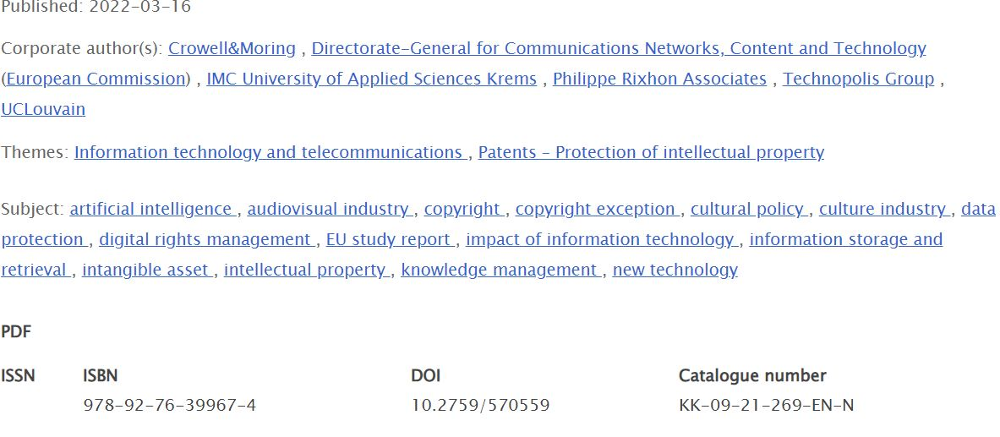 Published: 2022-03-16
Corporate author(s): Crowell&Moring , Directorate-General for Communications Networks, Content and Technology
(European Commission) , IMC University of Applied Sciences Krems , Philippe Rixhon Associates , Technopolis Group ,
UCLouvain
Themes: Information technology and telecommunications , Patents – Protection of intellectual property
Subject: artificial intelligence , audiovisual industry , copyright , copyright exception , cultural policy , culture industry , data
protection , digital rights management , EU study report , impact of information technology , information storage and
retrieval , intangible asset , intellectual property , knowledge management , new technology
PDF
ISSN ISBN DOI Catalogue number
978-92-76-39967-4 10.2759/570559 KK-09-21-269-EN-N